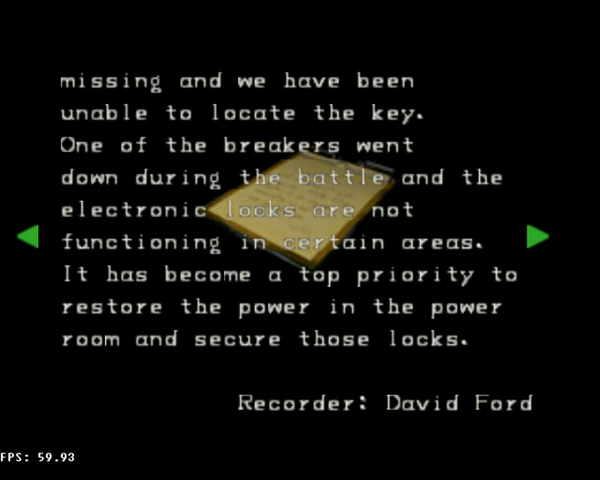 missing and we have been
unable to locate the key.
One of the breakers went
down during the battle and the
electronic locks are not
functioning in certain areas.
It has become a top priority to
restore the power in the power
room and secure those locks.
Recorder: David Ford
FPS: 59.93